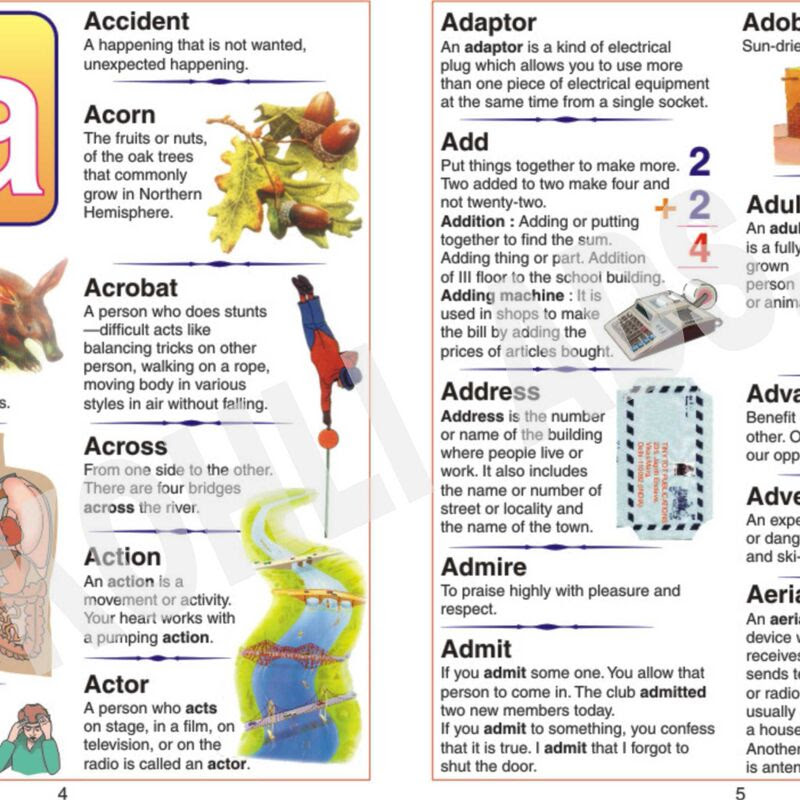 a
s.
Accident
A happening that is not wanted,
unexpected happening.
Acorn
The fruits or nuts,
of the oak trees
that commonly
grow in Northern
Hemisphere.
Acrobat
A person who does stunts
—difficult acts like
balancing tricks on other
person, walking on a rope,
moving body in various
styles in air without falling.
Across
From one side to the other.
There are four bridges
across the river.
Action
An action is a
movement or activity.
Your heart works with
a pumping action.
Actor
A person who acts
on stage, in a film, on
television, or on the
radio is called an actor.
4
Adaptor
An adaptor is a kind of electrical
plug which allows you to use more
than one piece of electrical equipment
at the same time from a single socket.
Add
Put things together to make more.
Two added to two make four and
not twenty-two.
Addition : Adding or putting
together to find the sum.
Adding thing or part. Addition
of III floor to the school building.
Adding machine : It is
used in shops to make
the bill by adding the
prices of articles bought.
2
+ 2
4
Address
Address is the number
or name of the building
where people live or
work. It also includes
the name or number of
street or locality and
the name of the town.
TINY TOT PUBLICATIONS
235, Jagriti Enclave,
Vikas Marg,
Delhi-110 092 (INDIA)
Admire
To praise highly with pleasure and
respect.
Admit
If you admit some one. You allow that
person to come in. The club admitted
two new members today.
If you admit to something, you confess
that it is true. I admit that I forgot to
shut the door.
Adob
Sun-drie
Adul
An adul
is a fully
grown
person
or anima
Adva
Benefit
other. O
our opp
Adve
An expe
or dang
and ski-
Aeria
An aeria
device w
receives
sends te
or radio
usually
a house
Another
is anten
5
KOHLI ADS